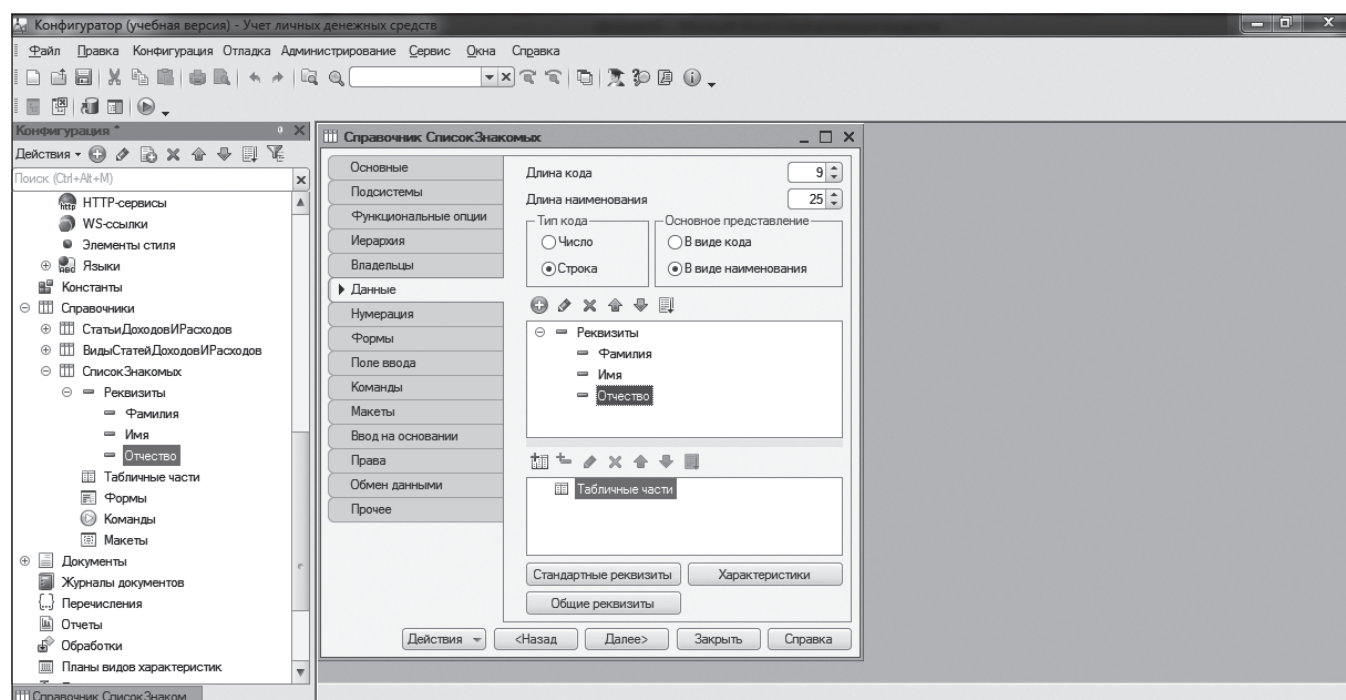 Конфигуратор (учебная версия) - Учет личных денежных средств
Файл Правка Конфигурация Отладка Администрирование Сервис Окна Справка
Конфигурация *
Действия
Поиск (Ctrl+Alt+M)
HTTP-сервисы
WS-ссылки
Элементы стиля
Языки
Константы
Справочники
СтатьиДоходовИРасходов
ВидыСтатейДоходовИРасходов
СписокЗнакомых
Реквизиты
Фамилия
Имя
Отчество
Табличные части
Формы
Команды
Макеты
Документы
Журналы документов
Перечисления
Отчеты
Обработки
Планы видов характеристик
Справочник СписокЗнаком...
Справочник СписокЗнакомых
Основные
Подсистемы
Функциональные опции
Иерархия
Владельцы
Данные
Нумерация
Формы
Поле ввода
Команды
Макеты
Ввод на основании
Права
Обмен данными
Прочее
Длина кода 9
Длина наименования 25
Тип кода Основное представление
Число В виде кода
Строка В виде наименования
Реквизиты
Фамилия
Имя
Отчество
Табличные части
Стандартные реквизиты Характеристики
Общие реквизиты
Действия <Назад Далее> Закрыть Справка